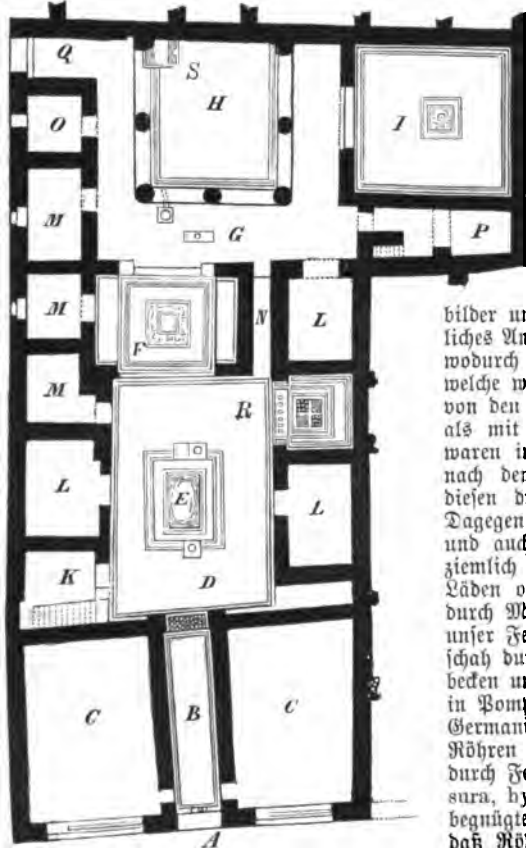 Q
S
H
O
I
M
G
P
M
N
L
F
M
R
L
E
L
K
D
C
B
C
A
bilder un
liches An
wodurch
welche w
von den
als mit
waren in
nach der
diesen d
Dagegen
und auch
ziemlich
Läden o
durch M
unser Fe
schah du
becken un
in Pomp
Germani
Röhren
durch Fe
sura, hy
begnügte
daß Röh